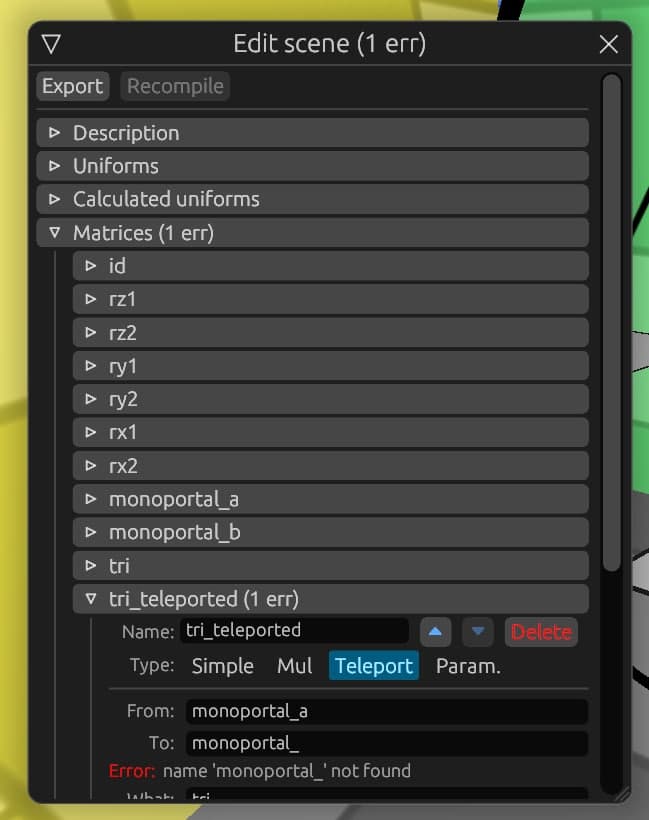 Edit scene (1 err)
Export Recompile
Description
Uniforms
Calculated uniforms
Matrices (1 err)
id
rz1
rz2
ry1
ry2
rx1
rx2
monoportal_a
monoportal_b
tri
tri_teleported (1 err)
Name: tri_teleported Delete
Type: Simple Mul Teleport Param.
From: monoportal_a
To: monoportal_
Error: name 'monoportal_' not found
What: tri